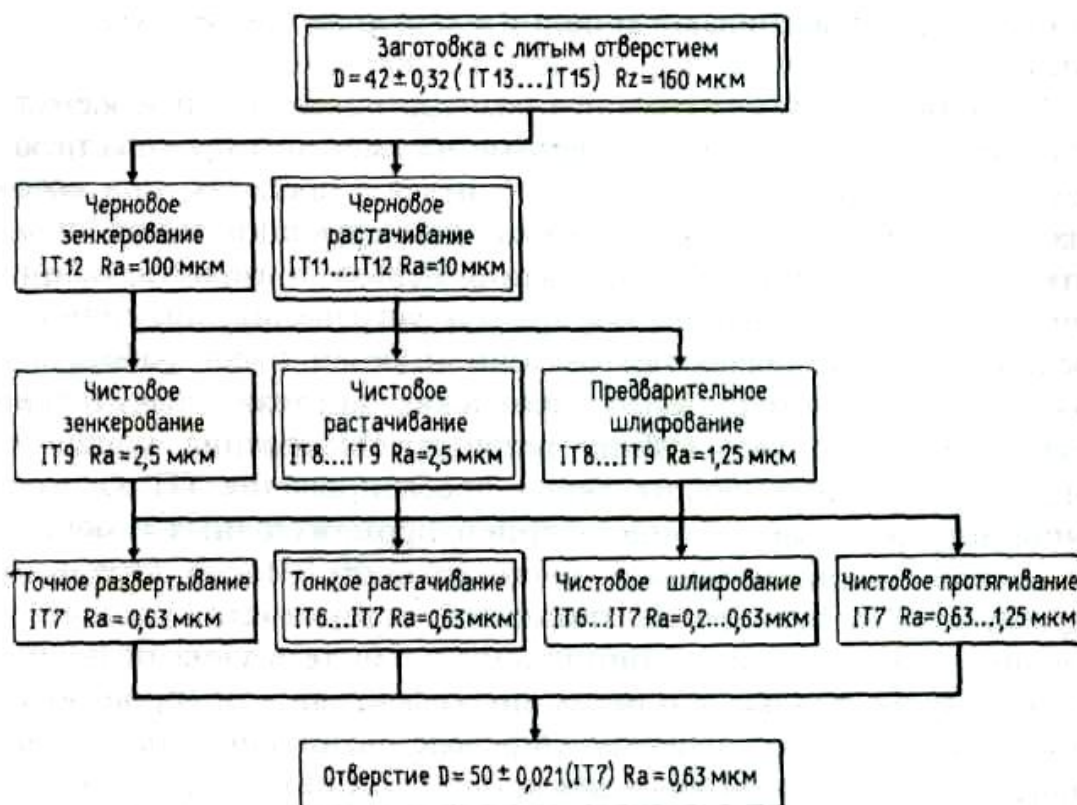 Заготовка с литым отверстием
D=42±0,32 (IT13...IT15) Rz=160 мкм
Черновое
зенкерование
IT12 Ra=100 мкм
Черновое
растачивание
IT11...IT12 Ra=10 мкм
Чистовое
зенкерование
IT9 Ra=2,5 мкм
Чистовое
растачивание
IT8...IT9 Ra=2,5 мкм
Предварительное
шлифование
IT8...IT9 Ra=1,25 мкм
Точное развертывание
IT7 Ra=0,63 мкм
Тонкое растачивание
IT6...IT7 Ra=0,63мкм
Чистовое шлифование
IT6...IT7 Ra=0,2...0,63мкм
Чистовое протягивание
IT7 Ra=0,63...1,25 мкм
Отверстие D=50±0,021(IT7) Ra=0,63 мкм